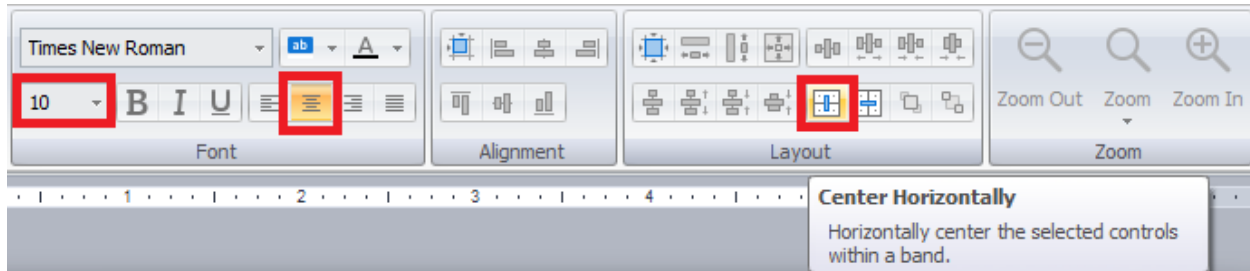 Times New Roman ab A
10 B I U Zoom Out Zoom Zoom In
Font Alignment Layout Zoom
1 2 3 4
Center Horizontally
Horizontally center the selected controls
within a band.